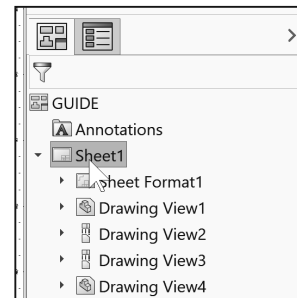 GUIDE
Annotations
Sheet1
Sheet Format1
Drawing View1
Drawing View2
Drawing View3
Drawing View4